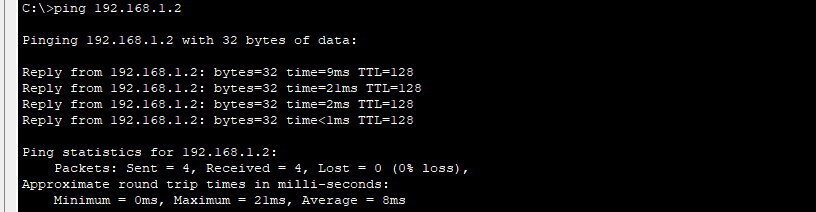 C:\>ping 192.168.1.2
Pinging 192.168.1.2 with 32 bytes of data:
Reply from 192.168.1.2: bytes=32 time=9ms TTL=128
Reply from 192.168.1.2: bytes=32 time=21ms TTL=128
Reply from 192.168.1.2: bytes=32 time=2ms TTL=128
Reply from 192.168.1.2: bytes=32 time<1ms TTL=128
Ping statistics for 192.168.1.2:
Packets: Sent = 4, Received = 4, Lost = 0 (0% loss),
Approximate round trip times in milli-seconds:
Minimum = 0ms, Maximum = 21ms, Average = 8ms